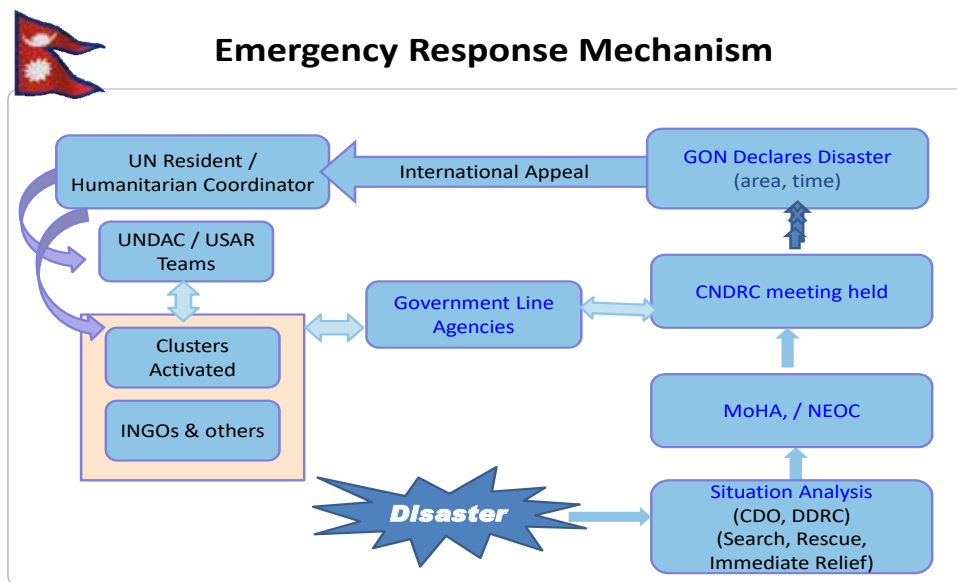 Emergency Response Mechanism
UN Resident /
Humanitarian Coordinator
International Appeal
GON Declares Disaster
(area, time)
UNDAC / USAR
Teams
Government Line
Agencies
CNDRC meeting held
Clusters
Activated
INGOs & others
MoHA, / NEOC
Disaster
Situation Analysis
(CDO, DDRC)
(Search, Rescue,
Immediate Relief)